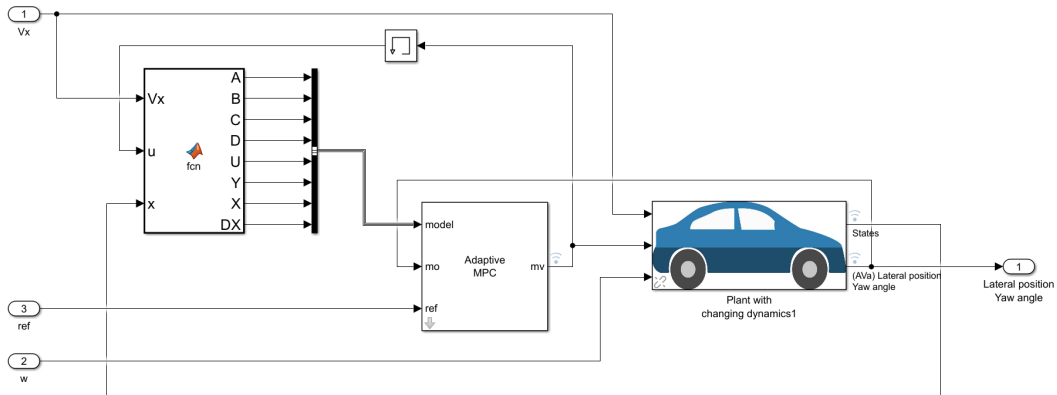 1
Vx
Vx
u
x
fcn
A
B
C
D
U
Y
X
DX
model
mo
ref
Adaptive
MPC
mv
3
ref
2
w
States
(AVa) Lateral position
Yaw angle
Plant with
changing dynamics1
1
Lateral position
Yaw angle